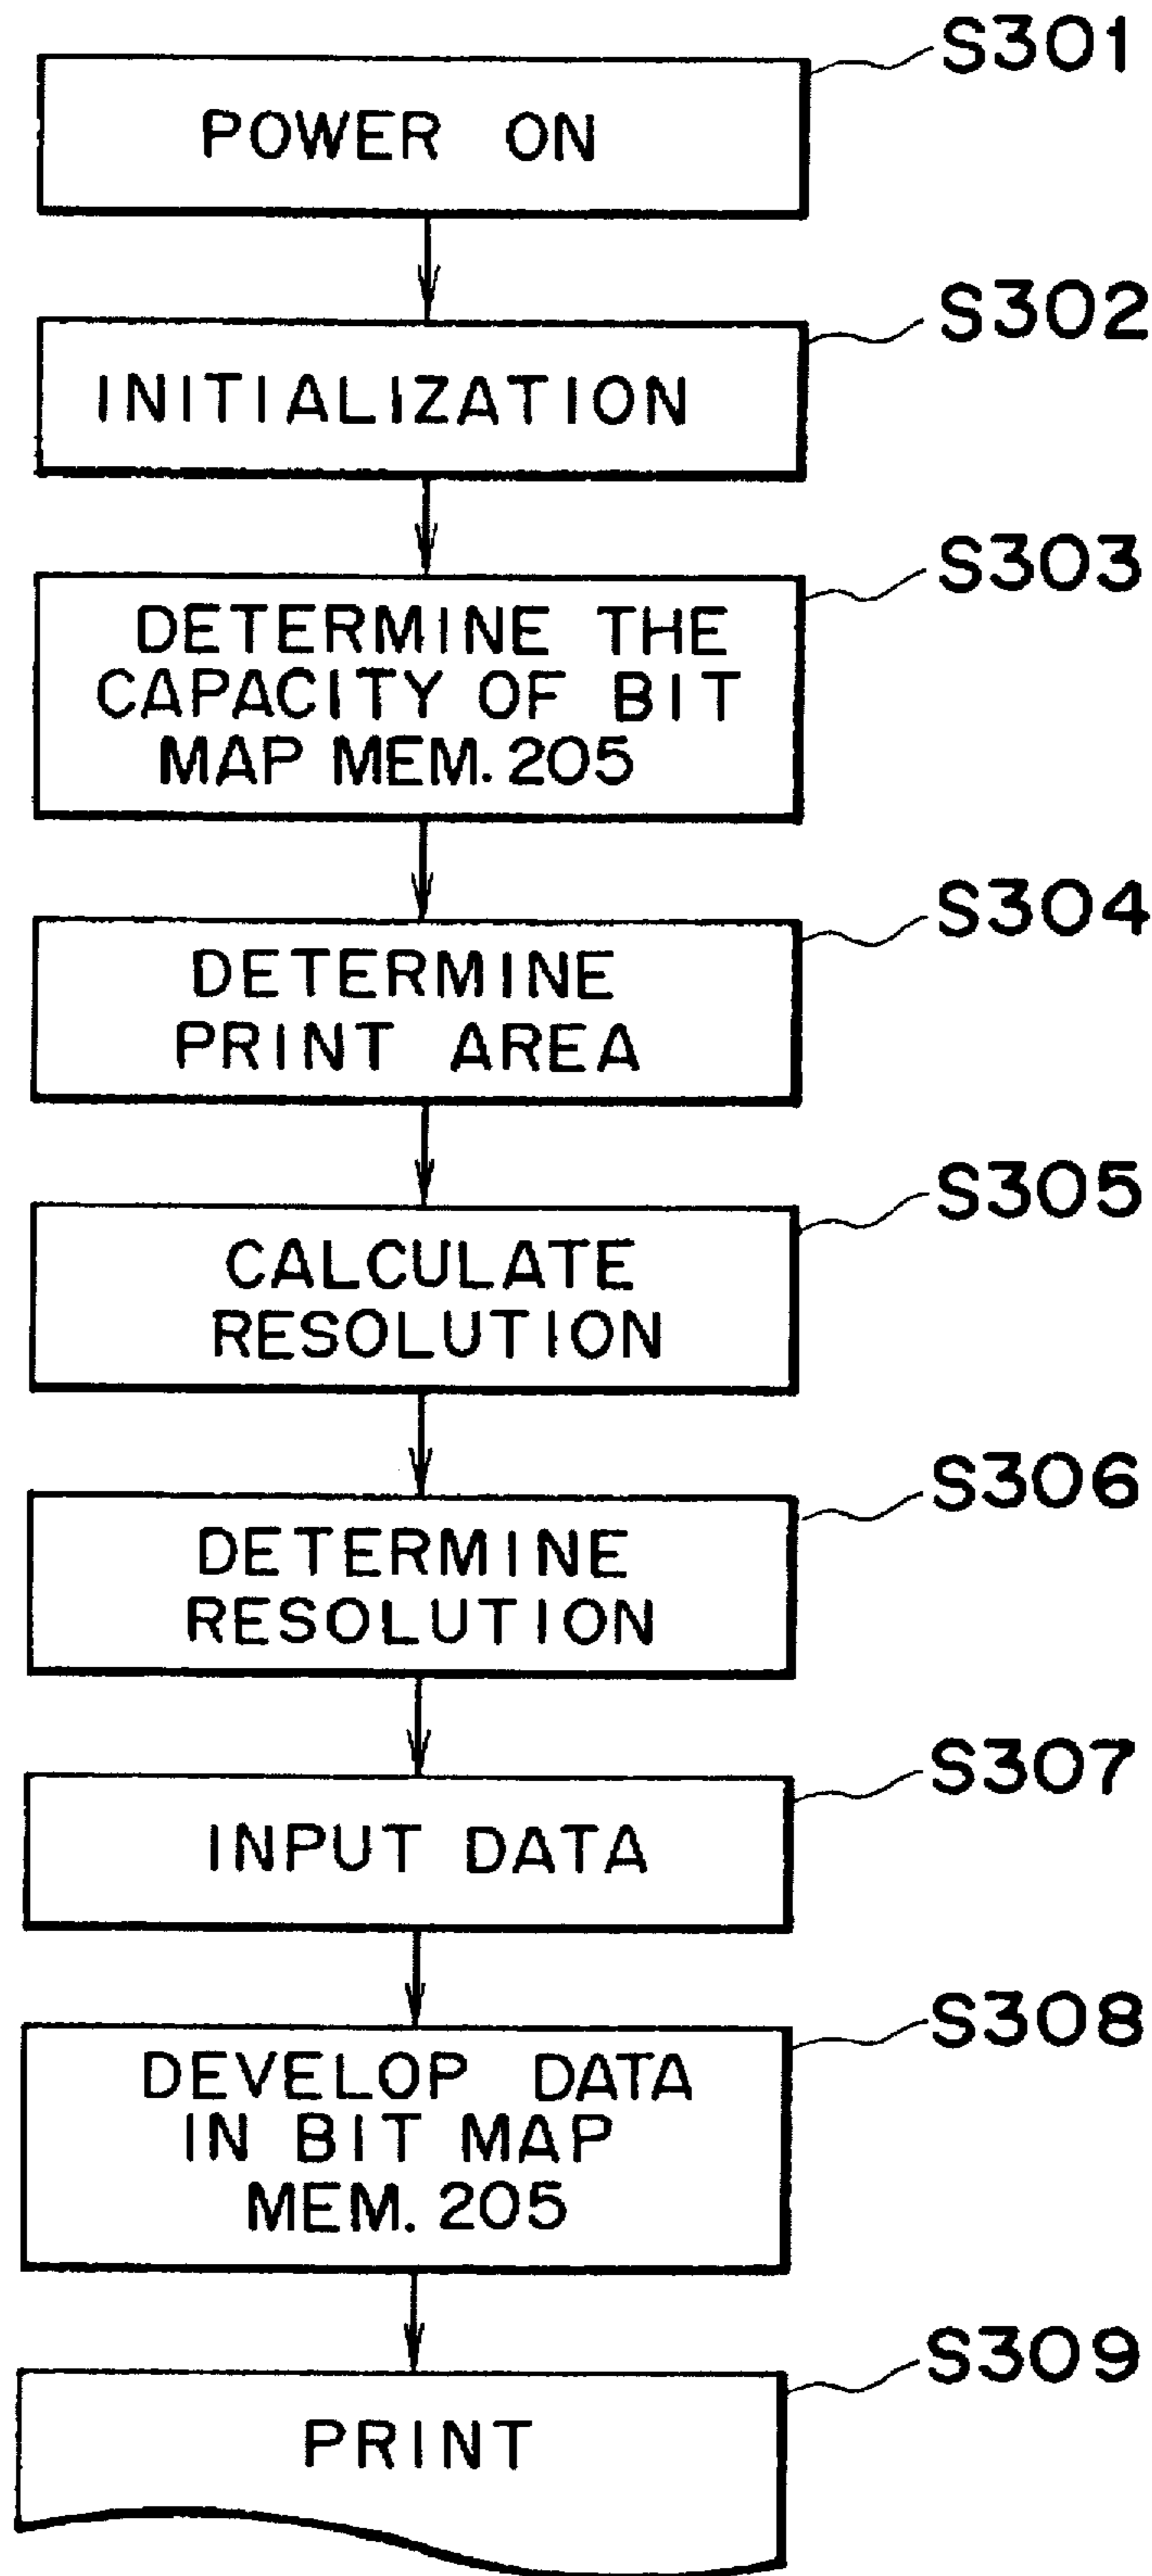 S301
POWER ON
S302
INITIALIZATION
S303
DETERMINE THE
CAPACITY OF BIT
MAP MEM. 205
S304
DETERMINE
PRINT AREA
S305
CALCULATE
RESOLUTION
S306
DETERMINE
RESOLUTION
S307
INPUT DATA
S308
DEVELOP DATA
IN BIT MAP
MEM. 205
S309
PRINT